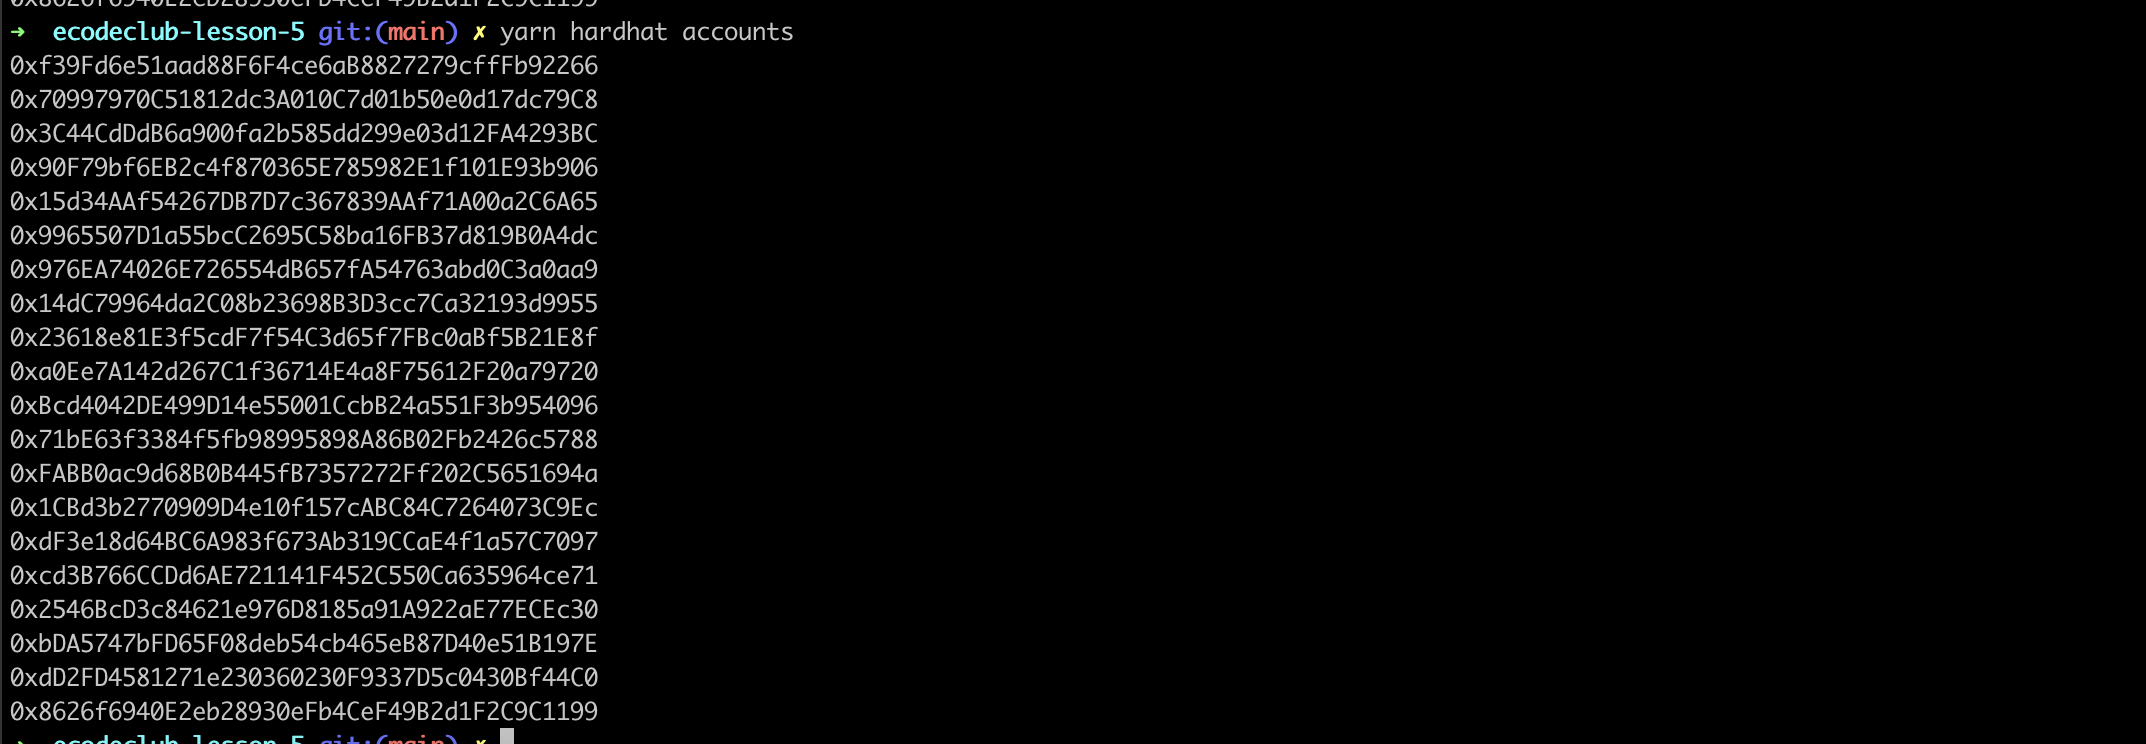 0x8626f6940E2eb28930eFb4CeF49B2d1F2C9C1199
➜  ecodeclub-lesson-5 git:(main) ✗ yarn hardhat accounts
0xf39Fd6e51aad88F6F4ce6aB8827279cffFb92266
0x70997970C51812dc3A010C7d01b50e0d17dc79C8
0x3C44CdDdB6a900fa2b585dd299e03d12FA4293BC
0x90F79bf6EB2c4f870365E785982E1f101E93b906
0x15d34AAf54267DB7D7c367839AAf71A00a2C6A65
0x9965507D1a55bcC2695C58ba16FB37d819B0A4dc
0x976EA74026E726554dB657fA54763abd0C3a0aa9
0x14dC79964da2C08b23698B3D3cc7Ca32193d9955
0x23618e81E3f5cdF7f54C3d65f7FBc0aBf5B21E8f
0xa0Ee7A142d267C1f36714E4a8F75612F20a79720
0xBcd4042DE499D14e55001CcbB24a551F3b954096
0x71bE63f3384f5fb98995898A86B02Fb2426c5788
0xFABB0ac9d68B0B445fB7357272Ff202C5651694a
0x1CBd3b2770909D4e10f157cABC84C7264073C9Ec
0xdF3e18d64BC6A983f673Ab319CCaE4f1a57C7097
0xcd3B766CCDd6AE721141F452C550Ca635964ce71
0x2546BcD3c84621e976D8185a91A922aE77ECEc30
0xbDA5747bFD65F08deb54cb465eB87D40e51B197E
0xdD2FD4581271e230360230F9337D5c0430Bf44C0
0x8626f6940E2eb28930eFb4CeF49B2d1F2C9C1199
➜  ecodeclub-lesson-5 git:(main) ✗